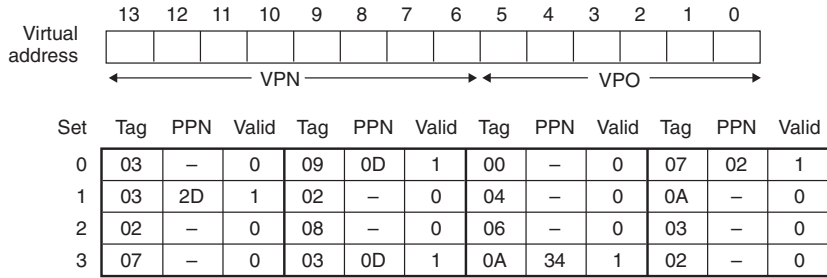 13 12 11 10 9 8 7 6 5 4 3 2 1 0
Virtual
address
VPN VPO
Set Tag PPN Valid Tag PPN Valid Tag PPN Valid Tag PPN Valid
0 03 – 0 09 0D 1 00 – 0 07 02 1
1 03 2D 1 02 – 0 04 – 0 0A – 0
2 02 – 0 08 – 0 06 – 0 03 – 0
3 07 – 0 03 0D 1 0A 34 1 02 – 0